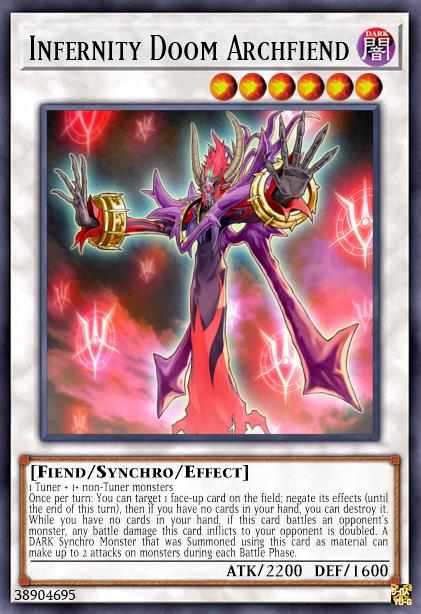 Infernity Doom Archfiend
DARK
闇
[Fiend/Synchro/Effect]
1 Tuner + 1+ non-Tuner monsters
Once per turn: You can target 1 face-up card on the field; negate its effects (until
the end of this turn), then if you have no cards in your hand, you can destroy it.
While you have no cards in your hand, if this card battles an opponent's
monster, any battle damage this card inflicts to your opponent is doubled. A
DARK Synchro Monster that was Summoned using this card as material can
make up to 2 attacks on monsters during each Battle Phase.
ATK/2200 DEF/1600
38904695